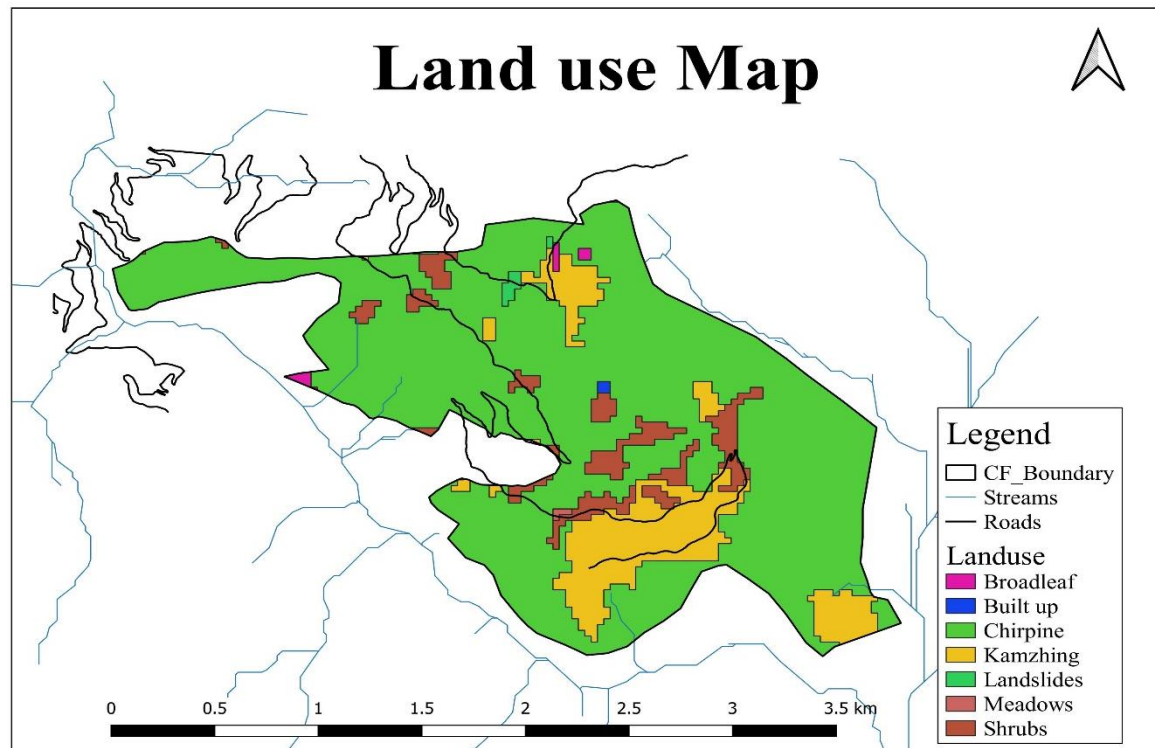 Land use Map
Legend
CF_Boundary
Streams
Roads
Landuse
Broadleaf
Built up
Chirpine
Kamzhing
Landslides
Meadows
Shrubs
0 0.5 1 1.5 2 2.5 3 3.5 km